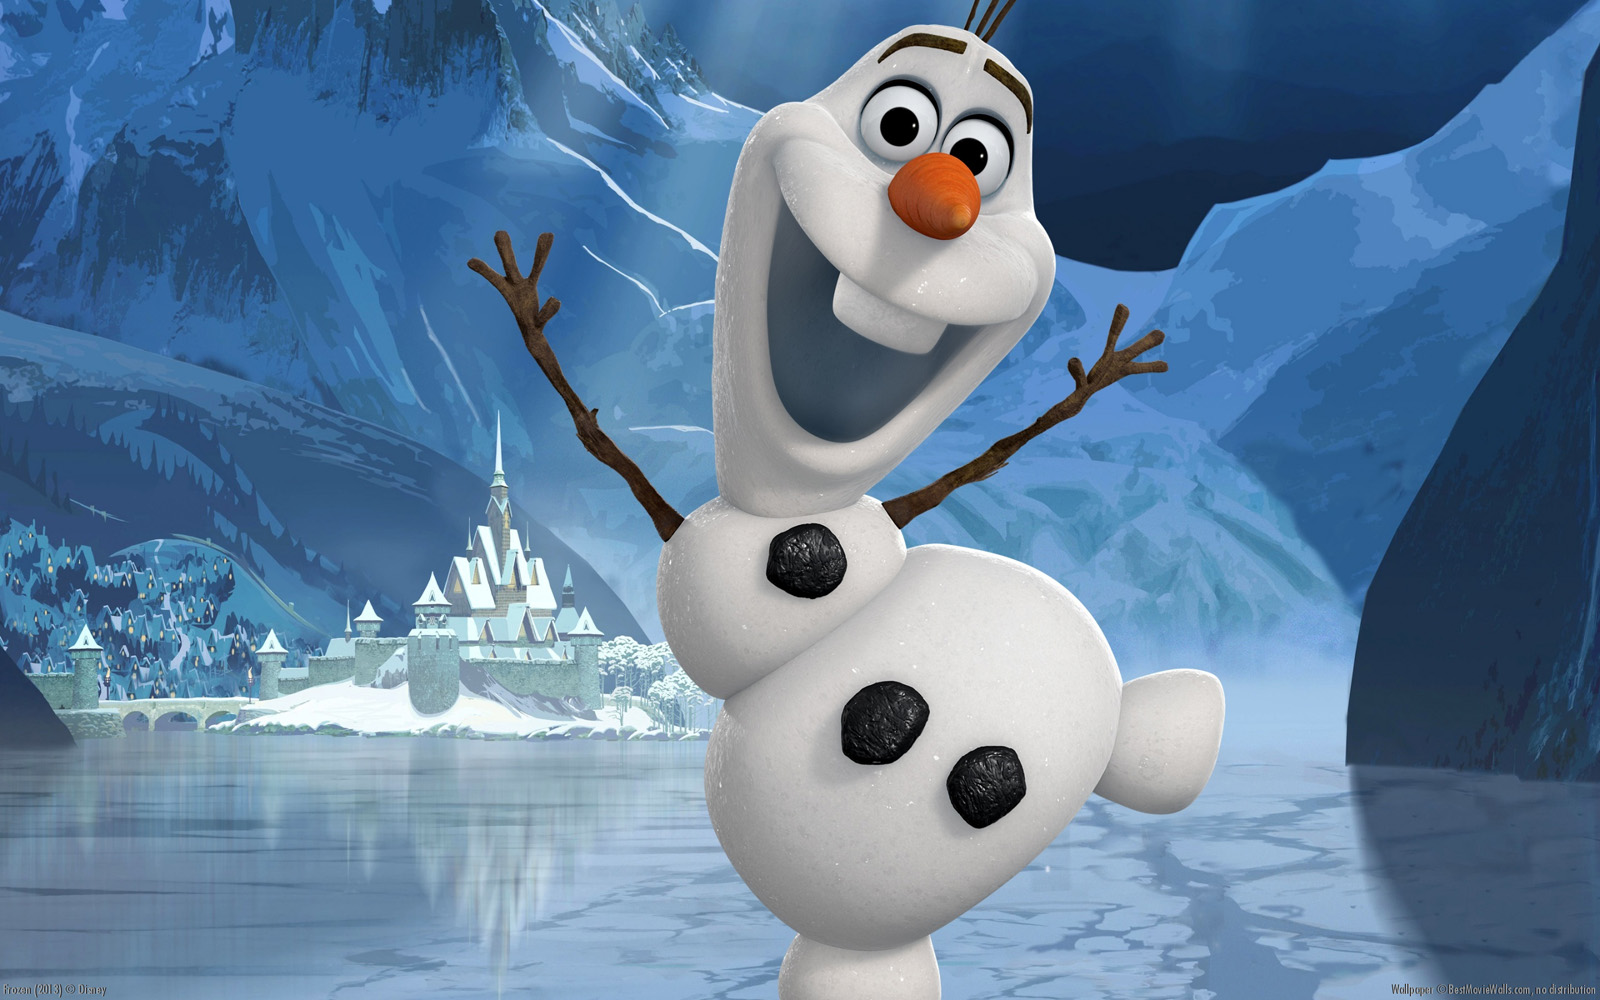 Frozen (2013) © Disney
Wallpaper © BestMovieWalls.com, no distribution